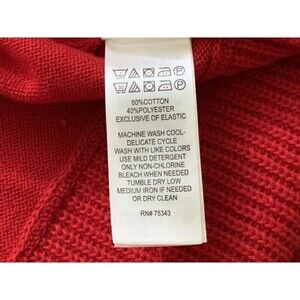 60%COTTON
40%POLYESTER
EXCLUSIVE OF ELASTIC
MACHINE WASH COOL-
DELICATE CYCLE
WASH WITH LIKE COLORS
USE MILD DETERGENT
ONLY NON-CHLORINE
BLEACH WHEN NEEDED
TUMBLE DRY LOW
MEDIUM IRON IF NEEDED
OR DRY CLEAN
RN# 75343